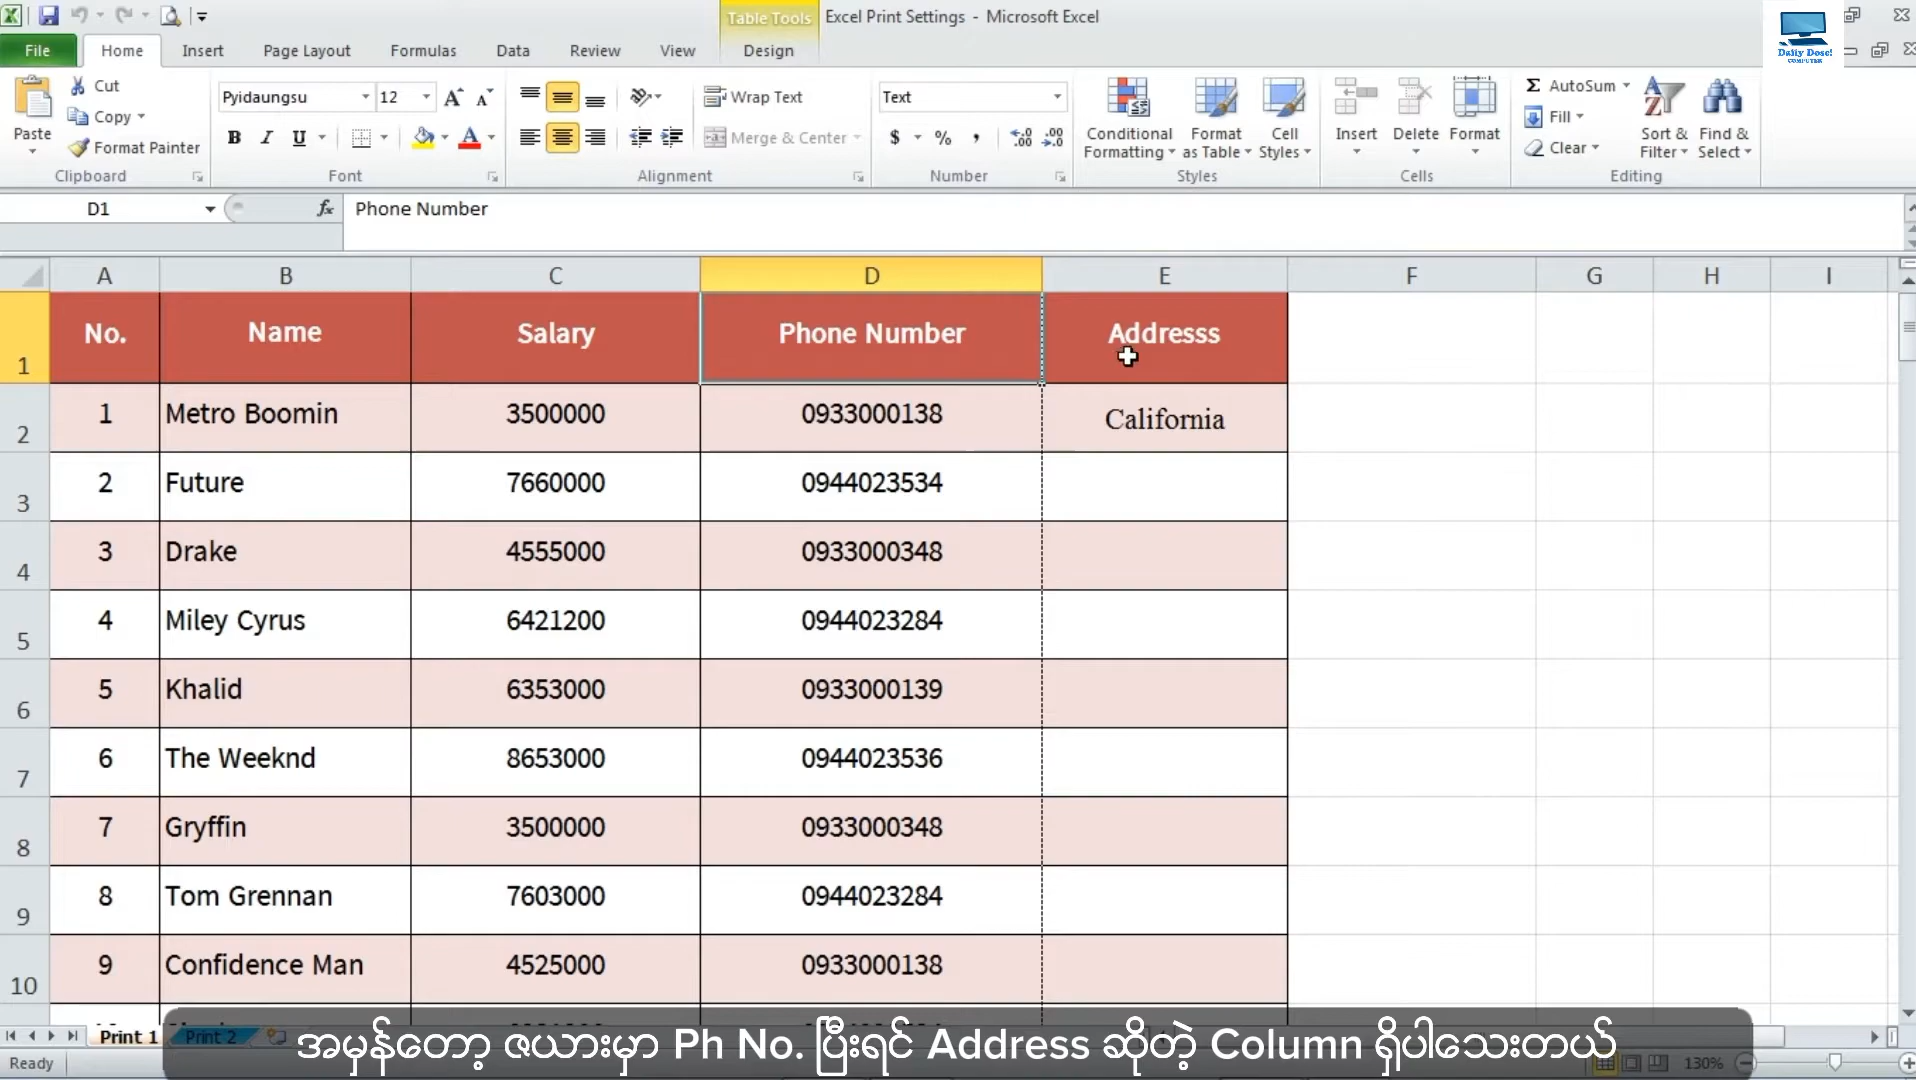 Table Tools
Excel Print Settings - Microsoft Excel
Daily Dose!
COMPUTER
File Home Insert Page Layout Formulas Data Review View Design
Paste
Cut
Copy
Format Painter
Clipboard
Pyidaungsu 12
A A
B I U
A
Font
Wrap Text
Merge & Center
Alignment
Text
$ % ,
.00 .00
Number
Conditional Formatting
Format as Table
Cell Styles
Styles
Insert
Delete
Format
Cells
Σ AutoSum
Fill
Clear
Sort & Filter
Find & Select
Editing
D1
fx
Phone Number
A B C D E F G H I
1 No. Name Salary Phone Number Addresss
2 1 Metro Boomin 3500000 0933000138 California
3 2 Future 7660000 0944023534
4 3 Drake 4555000 0933000348
5 4 Miley Cyrus 6421200 0944023284
6 5 Khalid 6353000 0933000139
7 6 The Weeknd 8653000 0944023536
8 7 Gryffin 3500000 0933000348
9 8 Tom Grennan 7603000 0944023284
10 9 Confidence Man 4525000 0933000138
Print 1 Print 2
အမှန်တော့ ဇယားမှာ Ph No. ပြီးရင် Address ဆိုတဲ့ Column ရှိပါသေးတယ်
Ready
130%